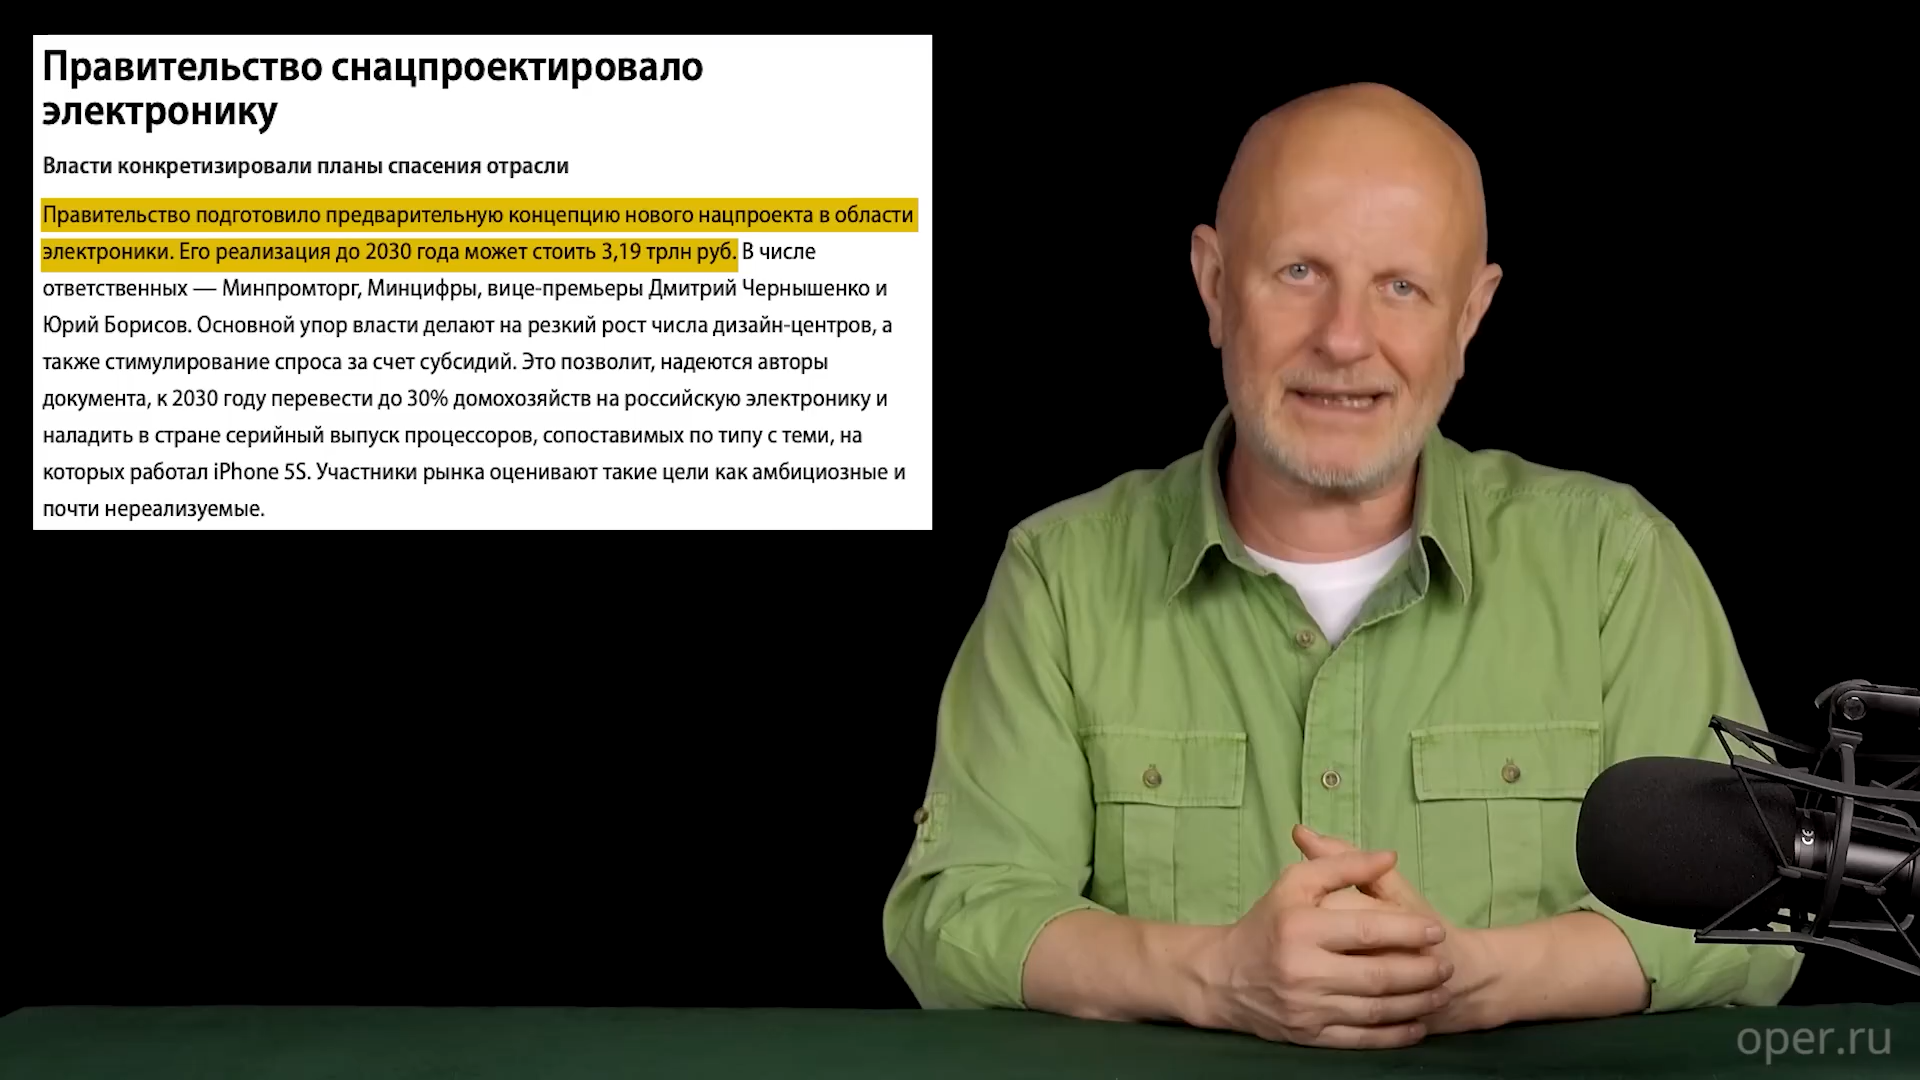 Правительство снацпроектировало
электронику
Власти конкретизировали планы спасения отрасли
Правительство подготовило предварительную концепцию нового нацпроекта в области
электроники. Его реализация до 2030 года может стоить 3,19 трлн руб. В числе
ответственных — Минпромторг, Минцифры, вице-премьеры Дмитрий Чернышенко и
Юрий Борисов. Основной упор власти делают на резкий рост числа дизайн-центров, а
также стимулирование спроса за счет субсидий. Это позволит, надеются авторы
документа, к 2030 году перевести до 30% домохозяйств на российскую электронику и
наладить в стране серийный выпуск процессоров, сопоставимых по типу с теми, на
которых работал iPhone 5S. Участники рынка оценивают такие цели как амбициозные и
почти нереализуемые.
CE
oper.ru